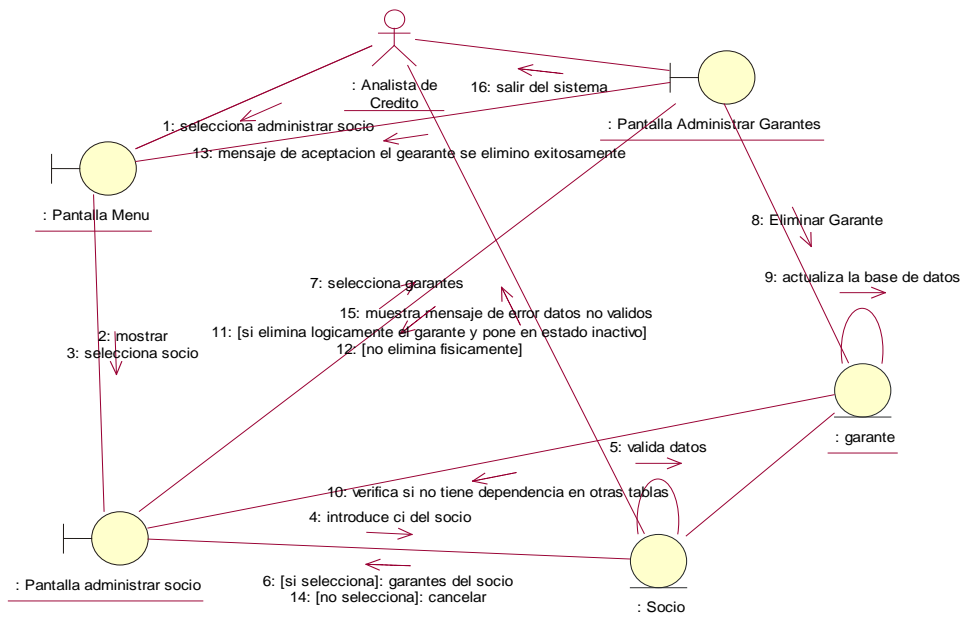 : Analista de
Credito
16: salir del sistema
: Pantalla Administrar Garantes
1: selecciona administrar socio
13: mensaje de aceptacion el gearante se elimino exitosamente
: Pantalla Menu
8: Eliminar Garante
9: actualiza la base de datos
7: selecciona garantes
15: muestra mensaje de error datos no validos
11: [si elimina logicamente el garante y pone en estado inactivo]
12: [no elimina fisicamente]
2: mostrar
3: selecciona socio
: garante
5: valida datos
10: verifica si no tiene dependencia en otras tablas
4: introduce ci del socio
: Pantalla administrar socio
6: [si selecciona]: garantes del socio
14: [no selecciona]: cancelar
: Socio